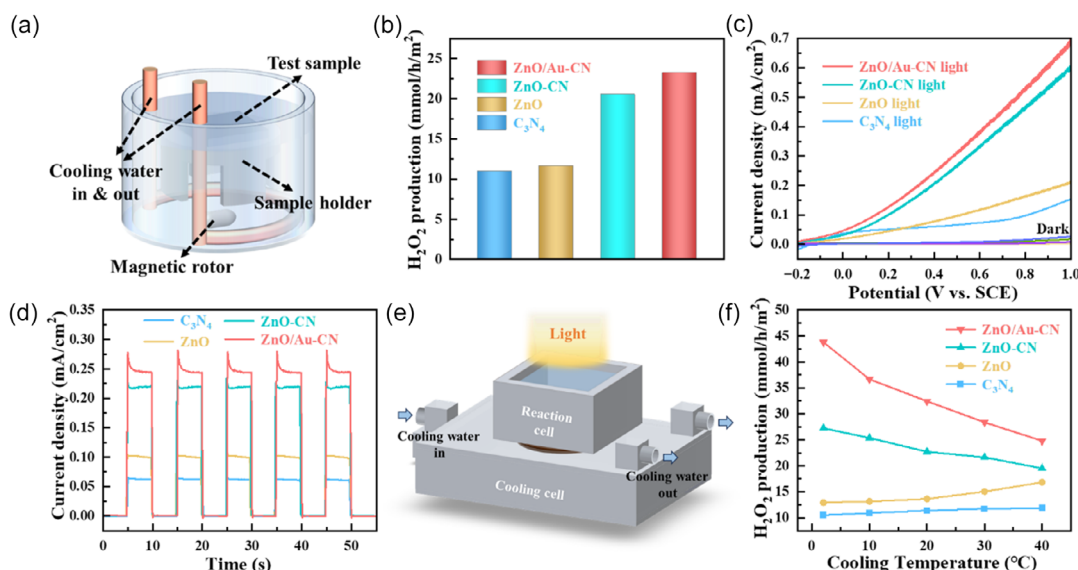 (a)
Test sample
Cooling water
in & out
Sample holder
Magnetic rotor
(b)
H₂O₂ production (mmol/h/m²)
25
20
15
10
5
0
ZnO/Au-CN
ZnO-CN
ZnO
C₃N₄
(c)
Current density (mA/cm²)
0.7
0.6
0.5
0.4
0.3
0.2
0.1
0.0
ZnO/Au-CN light
ZnO-CN light
ZnO light
C₃N₄ light
Dark
−0.2 0.0 0.2 0.4 0.6 0.8 1.0
Potential (V vs. SCE)
(d)
Current density (mA/cm²)
0.35
0.30
0.25
0.20
0.15
0.10
0.05
0.00
C₃N₄ ZnO-CN
ZnO ZnO/Au-CN
0 10 20 30 40 50
Time (s)
(e)
Light
Reaction
cell
Cooling water
in
Cooling water
out
Cooling cell
(f)
H₂O₂ production (mmol/h/m²)
50
45
40
35
30
25
20
15
10
ZnO/Au-CN
ZnO-CN
ZnO
C₃N₄
0 10 20 30 40
Cooling Temperature (°C)